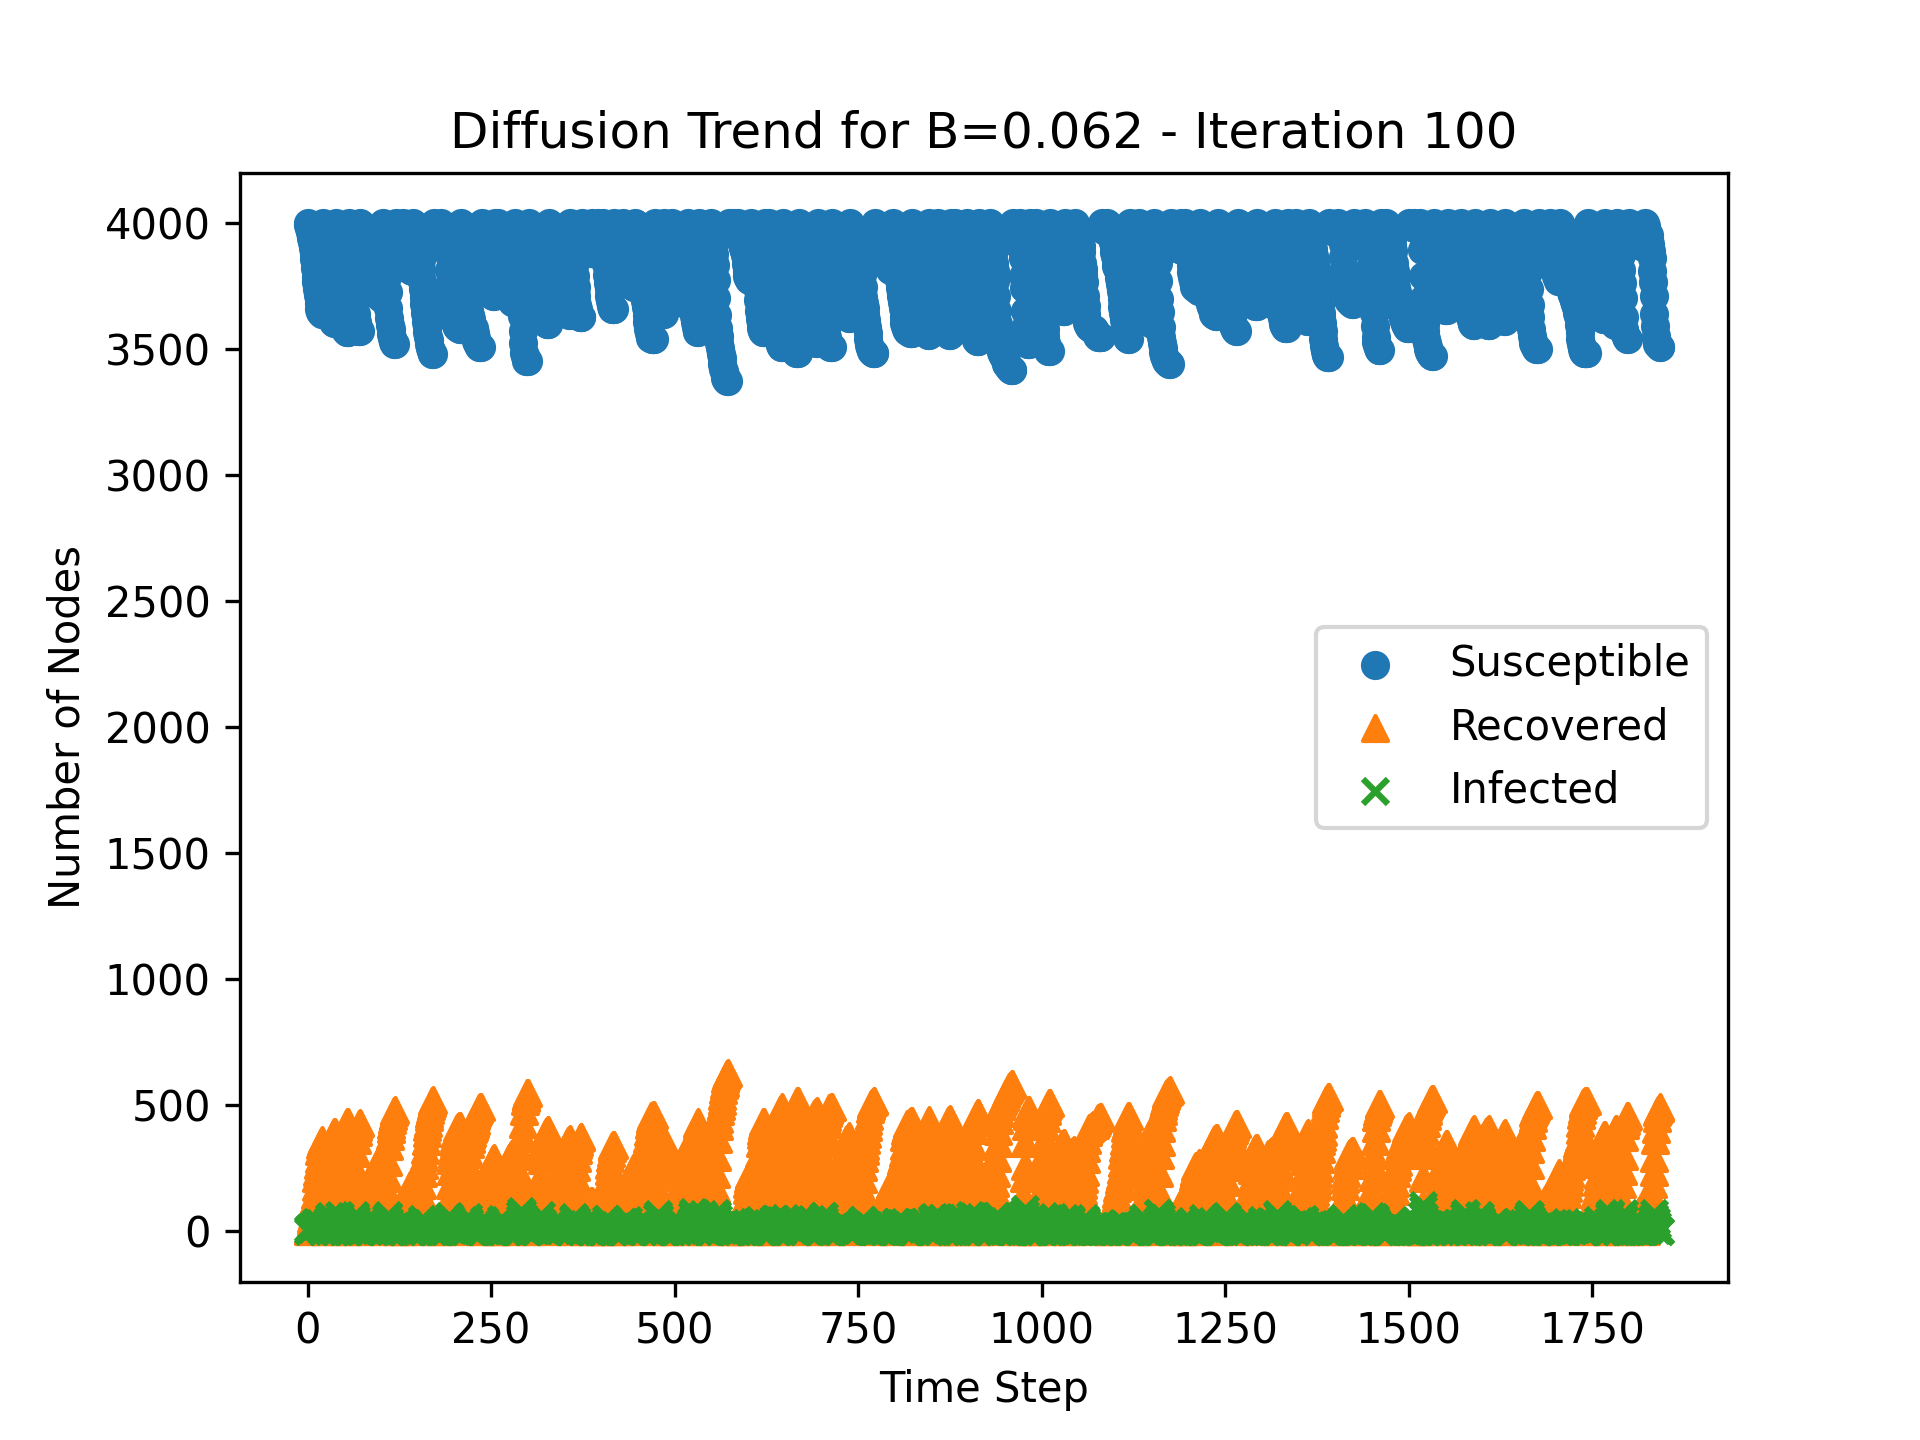 Diffusion Trend for B=0.062 - Iteration 100
4000
3500
3000
2500
2000
1500
1000
500
0
Number of Nodes
Susceptible
Recovered
Infected
0 250 500 750 1000 1250 1500 1750
Time Step